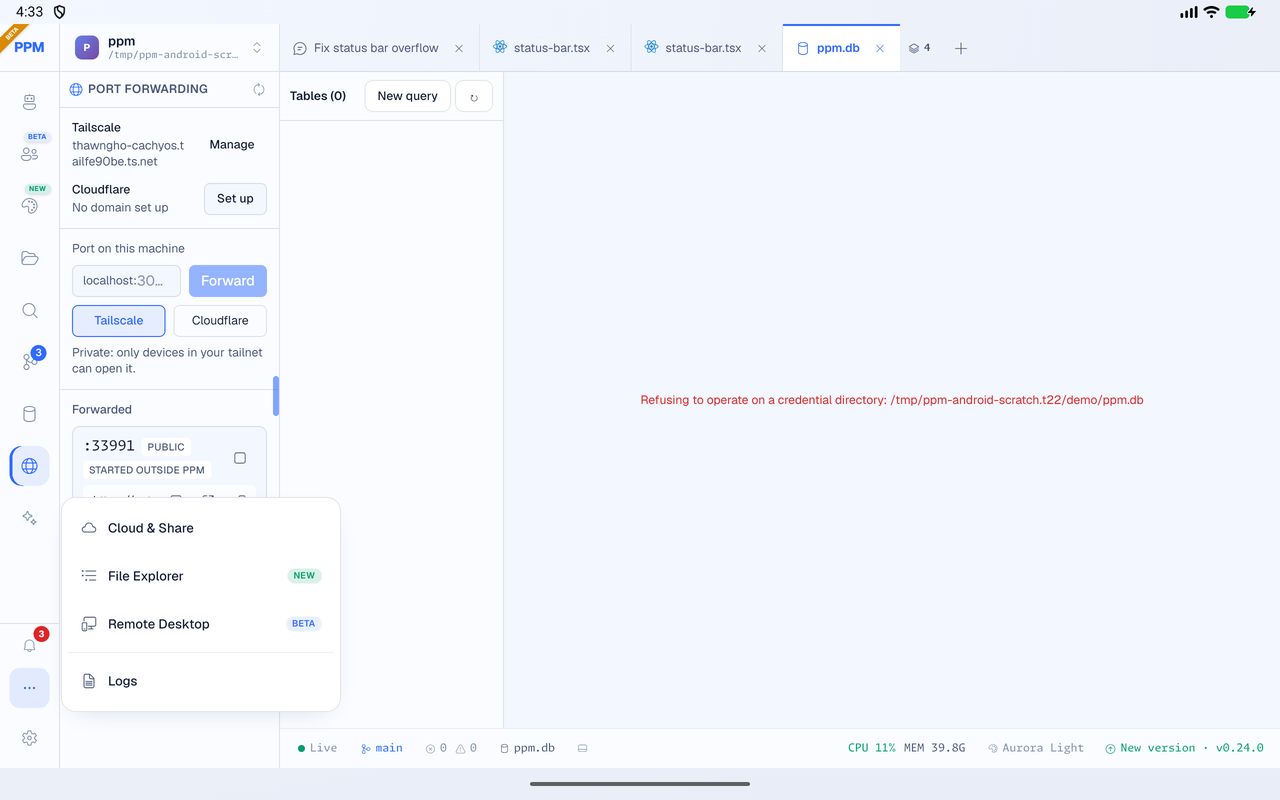 4:33
BETA
PPM
P
ppm
/tmp/ppm-android-scr...
Fix status bar overflow
status-bar.tsx
status-bar.tsx
ppm.db
4
PORT FORWARDING
Tables (0)
New query
Tailscale
thawngho-cachyos.t
ailfe90be.ts.net
Manage
Cloudflare
No domain set up
Set up
BETA
NEW
3
Port on this machine
localhost:30...
Forward
Tailscale
Cloudflare
Private: only devices in your tailnet
can open it.
Forwarded
:33991
PUBLIC
STARTED OUTSIDE PPM
Refusing to operate on a credential directory: /tmp/ppm-android-scratch.t22/demo/ppm.db
Cloud & Share
File Explorer
NEW
Remote Desktop
BETA
Logs
3
Live
main
0
0
ppm.db
CPU 11%
MEM 39.8G
Aurora Light
New version · v0.24.0